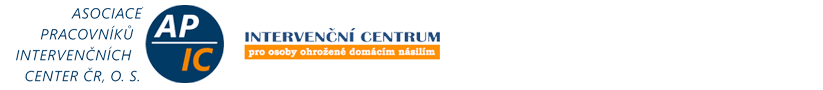 ASOCIACE
PRACOVNÍKŮ
INTERVENČNÍCH
CENTER ČR, O. S.
AP
IC
INTERVENČNÍ CENTRUM
pro osoby ohrožené domácím násilím